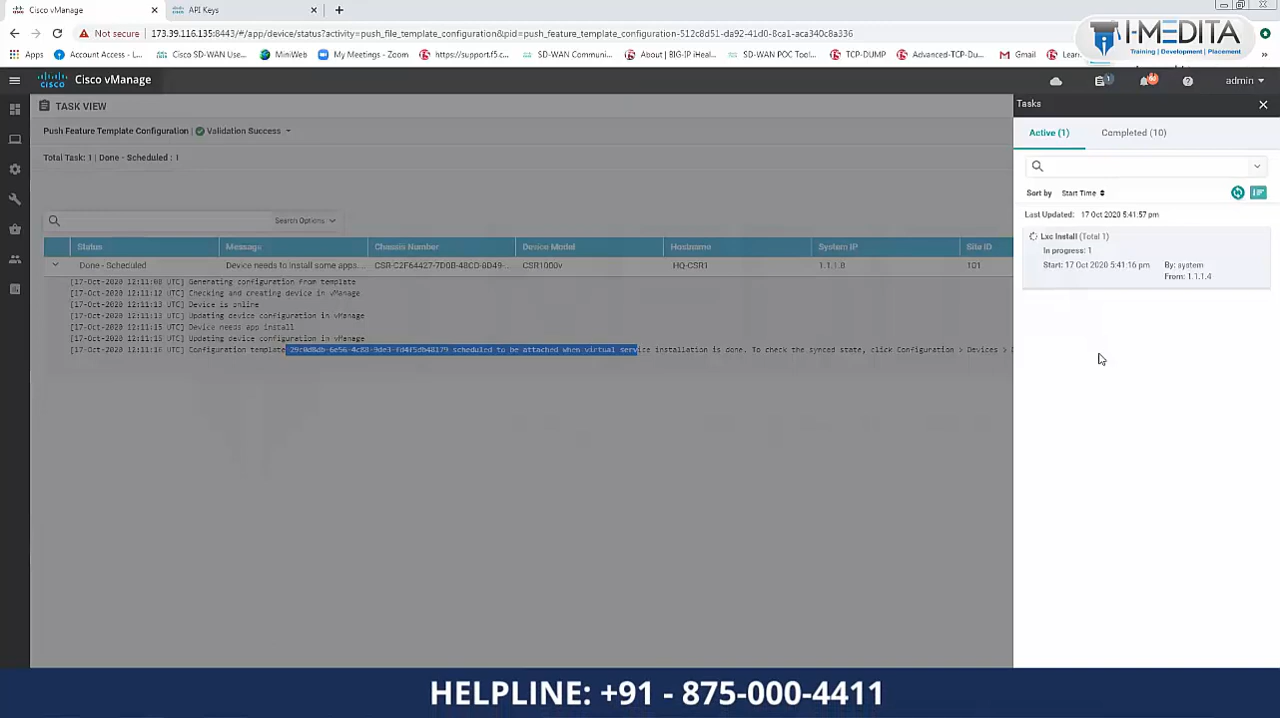 Cisco vManage
API Keys
Not secure
173.39.116.135:8443/#/app/device/status?activity=push_file_template_configuration&pid=push_feature_template_configuration-512c8d51-da92-41d0-8ca1-aca340c8a336
I-MEDITA
Training | Development | Placement
Apps
Account Access - L...
Cisco SD-WAN Use...
MiniWeb
My Meetings - Zoom
https://support.f5.c...
SD-WAN Communi...
About | BIG-IP iHeal...
SD-WAN POC Tool...
TCP-DUMP
Advanced-TCP-Du...
Gmail
Learn
Cisco vManage
admin
TASK VIEW
Push Feature Template Configuration | Validation Success
Total Task: 1 | Done - Scheduled : 1
Search Options
Status
Message
Chassis Number
Device Model
Hostname
System IP
Site ID
Done - Scheduled
Device needs to install some apps...
CSR1000v
HQ-CSR1
1.1.1.8
101
[17-Oct-2020 12:11:08 UTC] Generating configuration from template
[17-Oct-2020 12:11:12 UTC] Checking and creating device in vManage
[17-Oct-2020 12:11:13 UTC] Device is online
[17-Oct-2020 12:11:13 UTC] Updating device configuration in vManage
[17-Oct-2020 12:11:15 UTC] Device needs app install
[17-Oct-2020 12:11:15 UTC] Updating device configuration in vManage
[17-Oct-2020 12:11:16 UTC] Configuration template scheduled to be attached when virtual service installation is done. To check the synced state, click Configuration > Devices >
Tasks
Active (1)
Completed (10)
Sort by
Start Time
Last Updated: 17 Oct 2020 5:41:57 pm
Lxc Install (Total 1)
In progress: 1
Start: 17 Oct 2020 5:41:16 pm
By: system
From: 1.1.1.4
HELPLINE: +91 - 875-000-4411